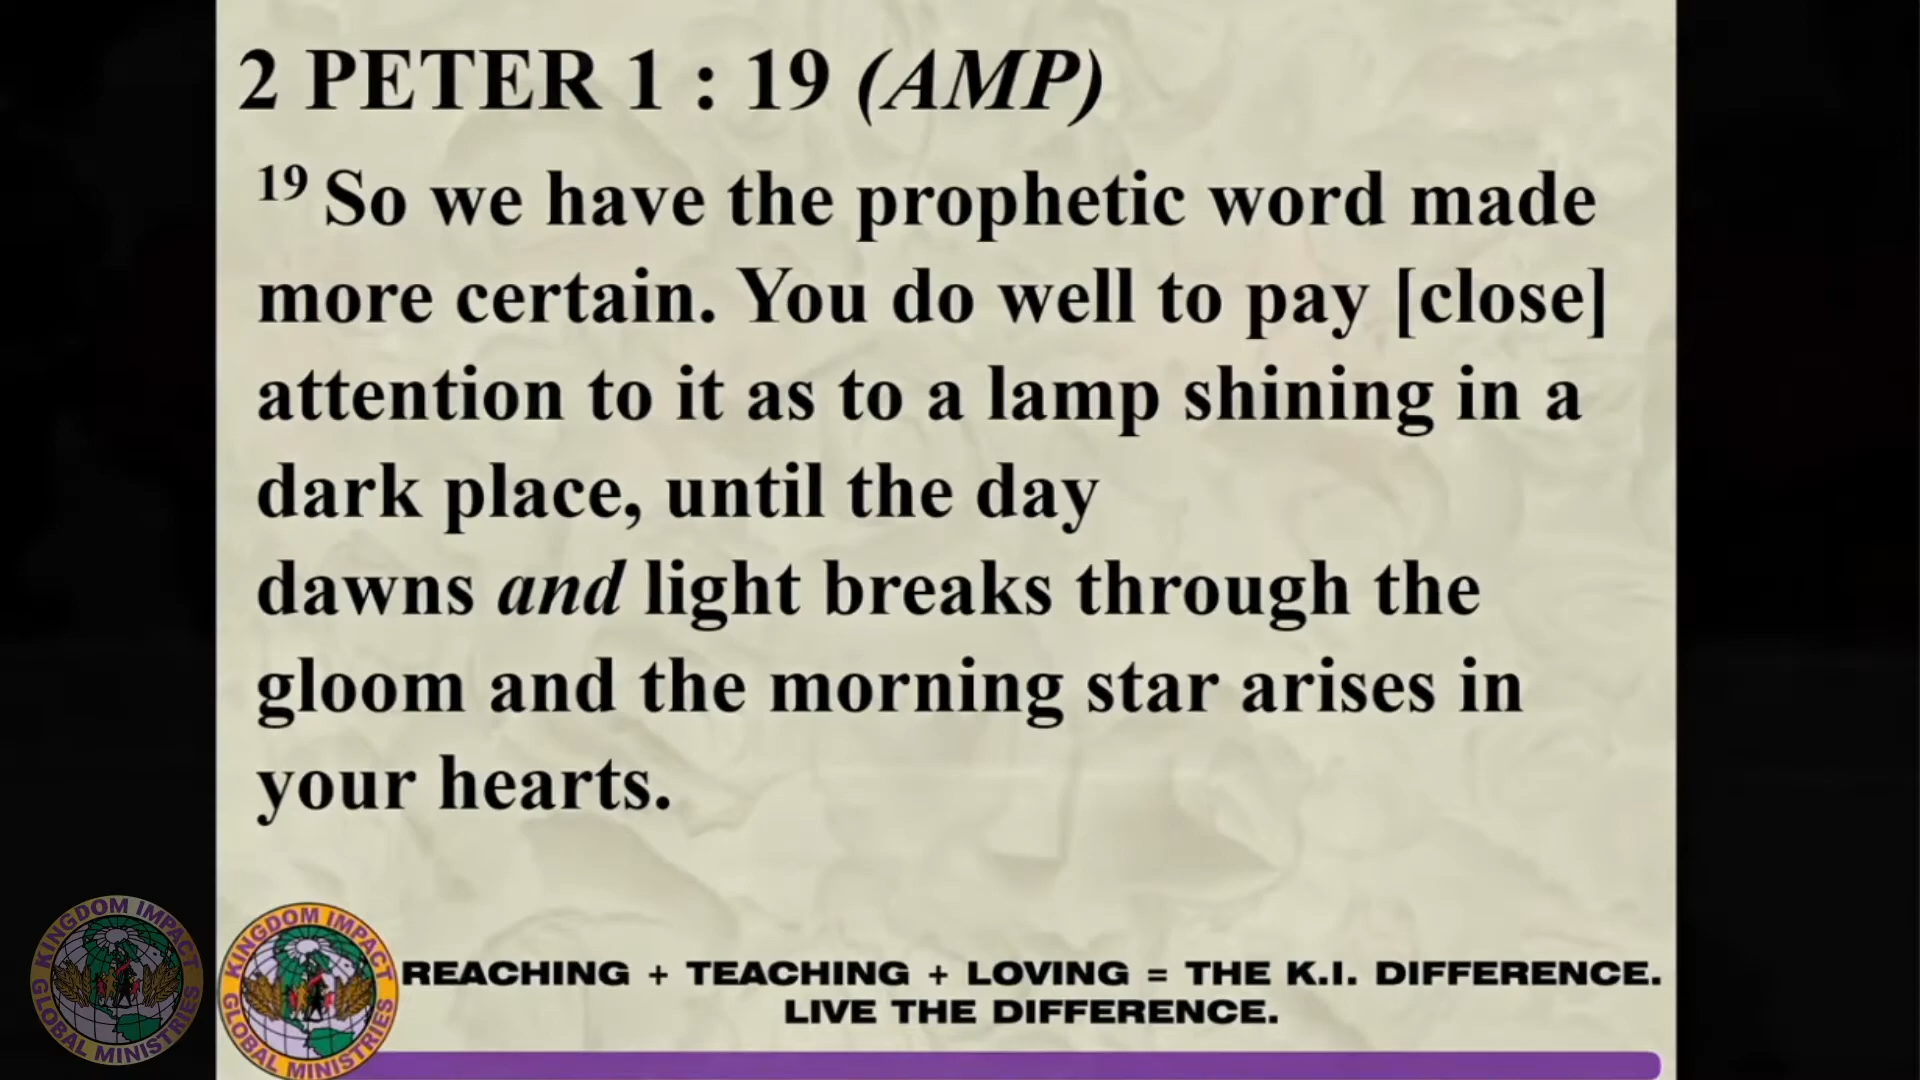 2 PETER 1 : 19 (AMP)
19 So we have the prophetic word made
more certain. You do well to pay [close]
attention to it as to a lamp shining in a
dark place, until the day
dawns and light breaks through the
gloom and the morning star arises in
your hearts.
KINGDOM IMPACT
GLOBAL MINISTRIES
KINGDOM IMPACT
GLOBAL MINISTRIES
REACHING + TEACHING + LOVING = THE K.I. DIFFERENCE.
LIVE THE DIFFERENCE.